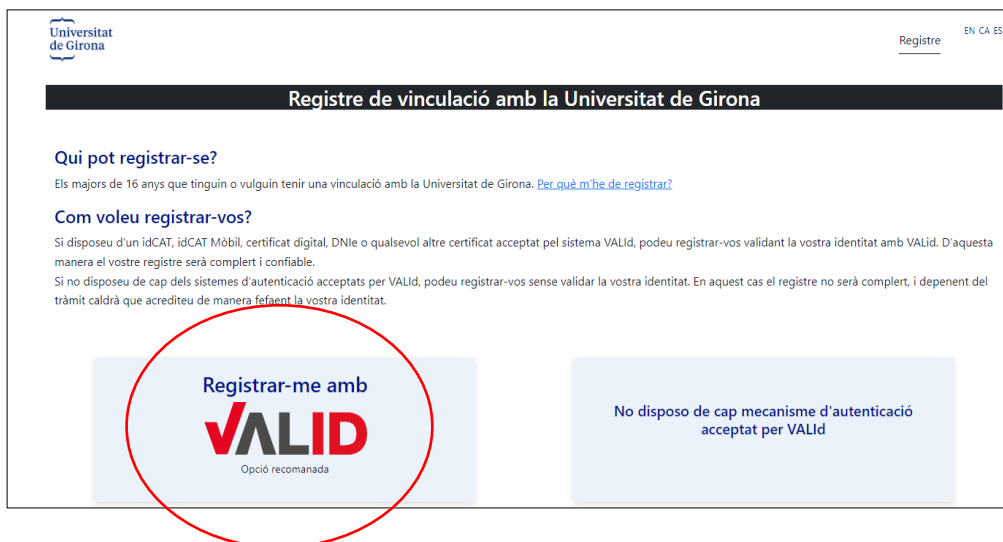 Universitat
de Girona
Registre
EN CA ES
Registre de vinculació amb la Universitat de Girona
Qui pot registrar-se?
Els majors de 16 anys que tinguin o vulguin tenir una vinculació amb la Universitat de Girona. Per què m'he de registrar?
Com voleu registrar-vos?
Si disposeu d'un idCAT, idCAT Mòbil, certificat digital, DNIe o qualsevol altre certificat acceptat pel sistema VALId, podeu registrar-vos validant la vostra identitat amb VALid. D'aquesta
manera el vostre registre serà complert i confiable.
Si no disposeu de cap dels sistemes d'autenticació acceptats per VALId, podeu registrar-vos sense validar la vostra identitat. En aquest cas el registre no serà complert, i depenent del
tràmit caldrà que acrediteu de manera fefaent la vostra identitat.
Registrar-me amb
VALID
Opció recomanada
No disposo de cap mecanisme d'autenticació
acceptat per VALId